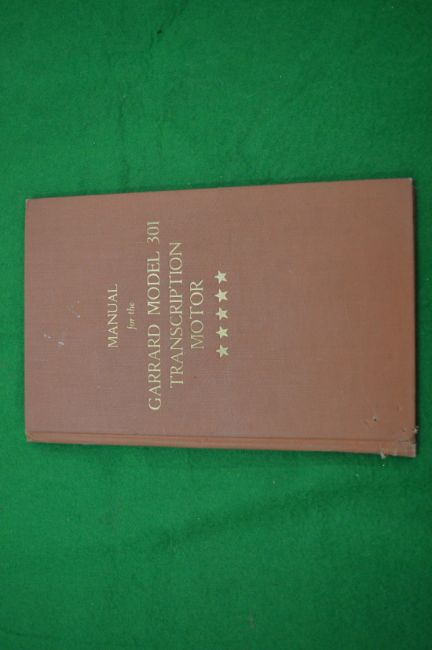 MANUAL
for the
GARRARD MODEL 301
TRANSCRIPTION
MOTOR